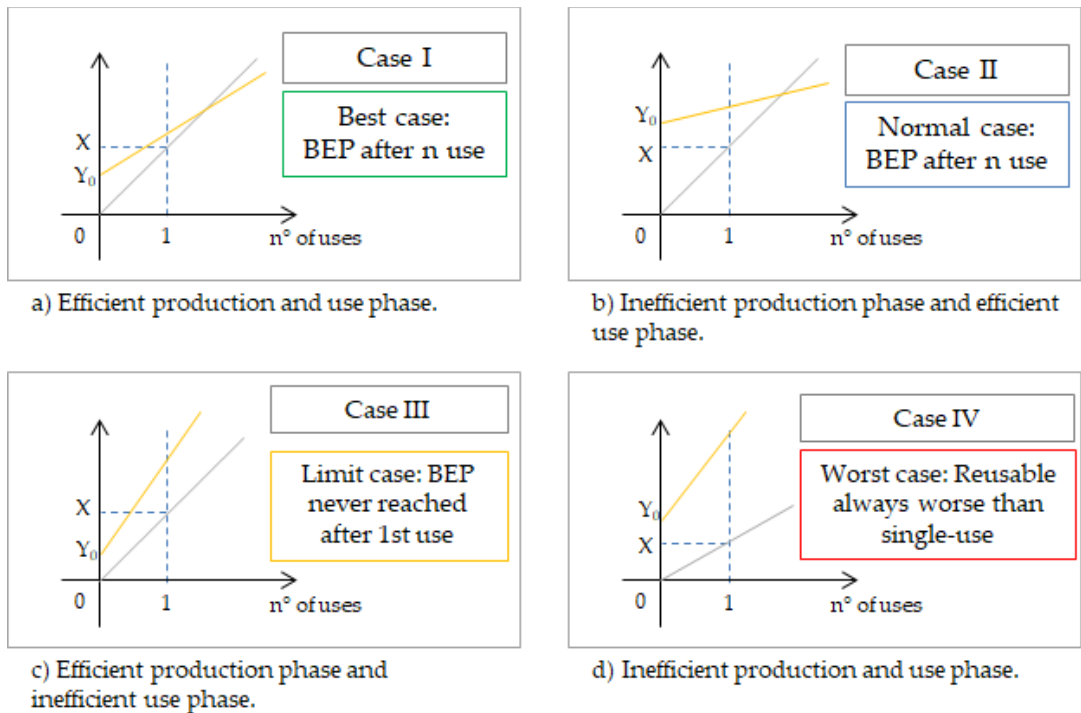 Case I
Best case:
BEP after n use
X
Y₀
0
1
n° of uses
a) Efficient production and use phase.
Case II
Normal case:
BEP after n use
Y₀
X
0
1
n° of uses
b) Inefficient production phase and efficient
use phase.
Case III
Limit case: BEP
never reached
after 1st use
X
Y₀
0
1
n° of uses
c) Efficient production phase and
inefficient use phase.
Case IV
Worst case: Reusable
always worse than
single-use
Y₀
X
0
1
n° of uses
d) Inefficient production and use phase.